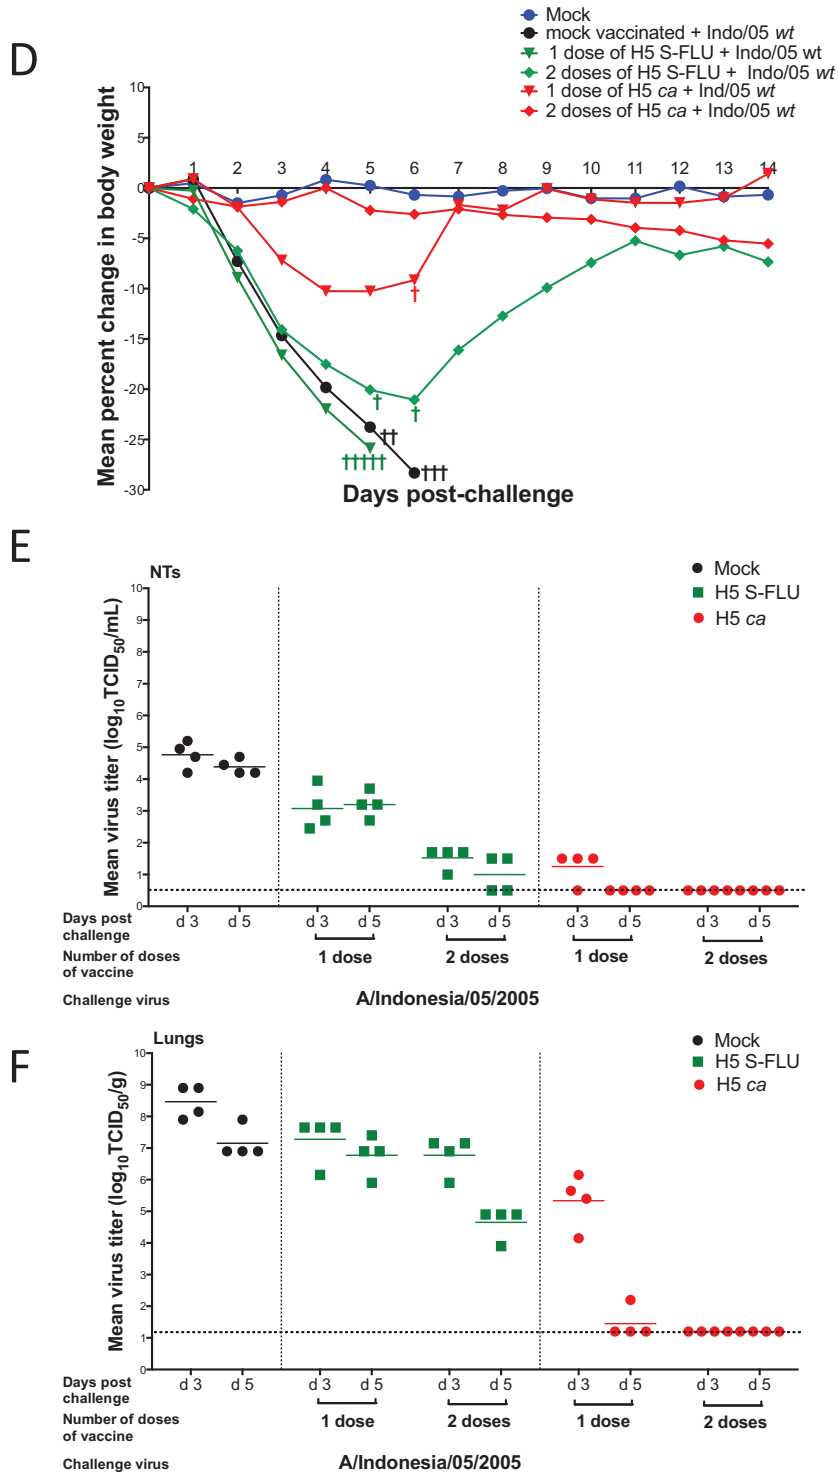 D
Mock
mock vaccinated + Indo/05 wt
1 dose of H5 S-FLU + Indo/05 wt
2 doses of H5 S-FLU + Indo/05 wt
1 dose of H5 ca + Ind/05 wt
2 doses of H5 ca + Indo/05 wt
Mean percent change in body weight
10
5
0
-5
-10
-15
-20
-25
-30
1 2 3 4 5 6 7 8 9 10 11 12 13 14
†
†
†
††
†††††
†††
Days post-challenge
E
NTs
Mock
H5 S-FLU
H5 ca
Mean virus titer (log10TCID50/mL)
10
9
8
7
6
5
4
3
2
1
0
Days post challenge
d 3 d 5 d 3 d 5 d 3 d 5 d 3 d 5 d 3 d 5
Number of doses of vaccine
1 dose 2 doses 1 dose 2 doses
Challenge virus
A/Indonesia/05/2005
F
Lungs
Mock
H5 S-FLU
H5 ca
Mean virus titer (log10TCID50/g)
10
9
8
7
6
5
4
3
2
1
0
Days post challenge
d 3 d 5 d 3 d 5 d 3 d 5 d 3 d 5 d 3 d 5
Number of doses of vaccine
1 dose 2 doses 1 dose 2 doses
Challenge virus
A/Indonesia/05/2005